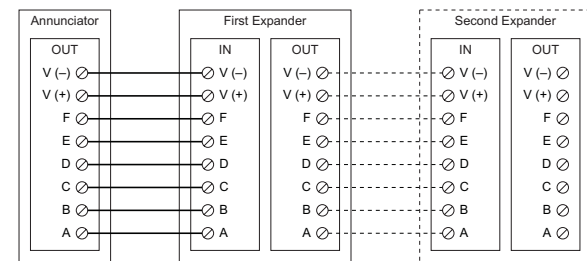 Annunciator First Expander Second Expander
OUT IN OUT IN OUT
V (–) V (–) V (–) V (–) V (–)
V (+) V (+) V (+) V (+) V (+)
F F F F F
E E E E E
D D D D D
C C C C C
B B B B B
A A A A A